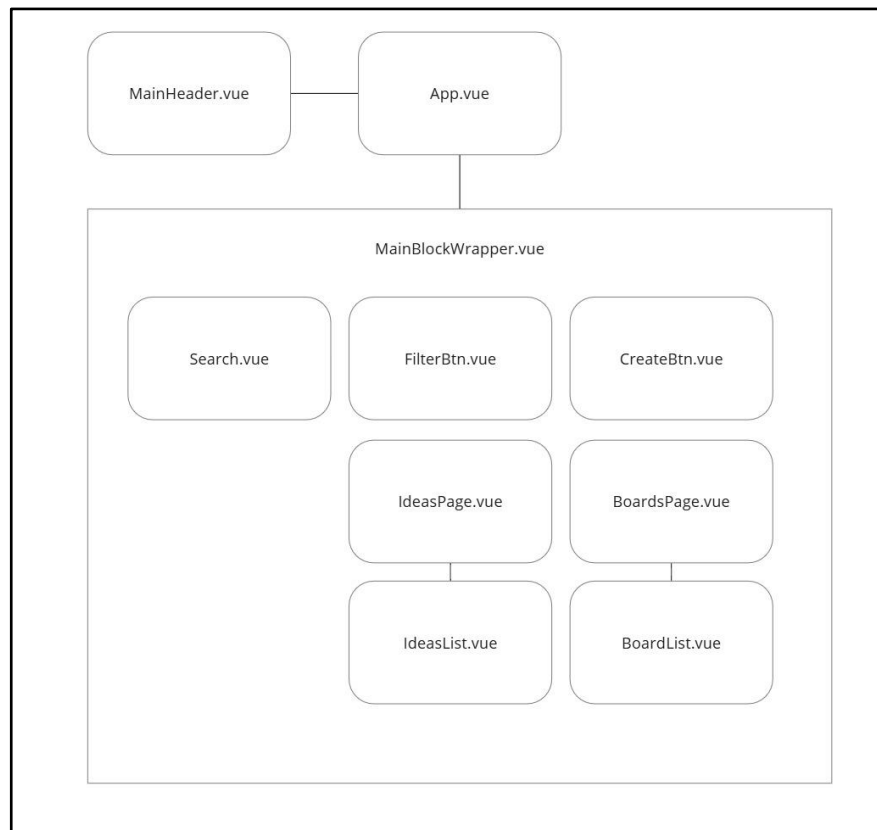 MainHeader.vue
App.vue
MainBlockWrapper.vue
Search.vue
FilterBtn.vue
CreateBtn.vue
IdeasPage.vue
BoardsPage.vue
IdeasList.vue
BoardList.vue